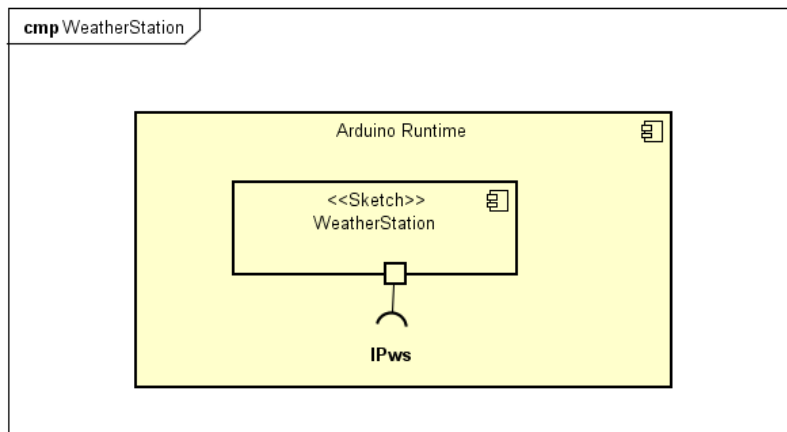 cmp WeatherStation
Arduino Runtime
<<Sketch>>
WeatherStation
IPws